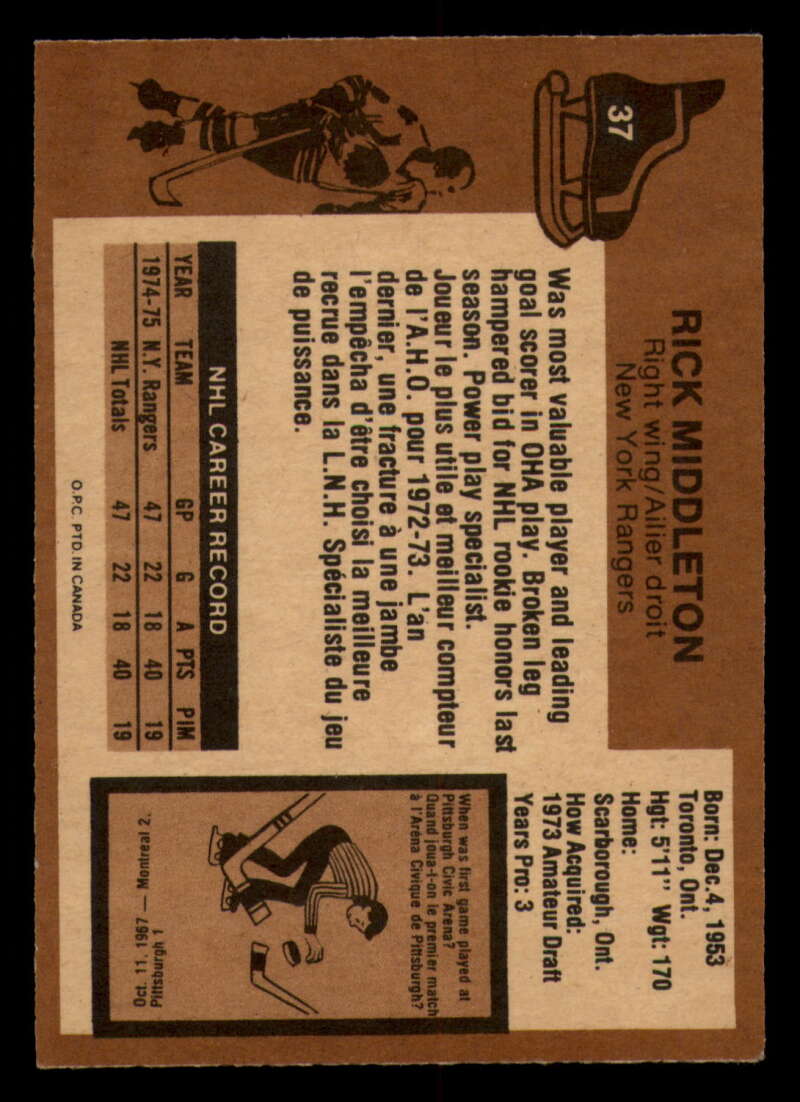 37
RICK MIDDLETON
Right wing/Ailier droit
New York Rangers
Was most valuable player and leading
goal scorer in OHA play. Broken leg
hampered bid for NHL rookie honors last
season. Power play specialist.
Joueur le plus utile et meilleur compteur
de l'A.H.O. pour 1972-73. L'an
dernier, une fracture à une jambe
l'empêcha d'être choisi la meilleure
recrue dans la L.N.H. Spécialiste du jeu
de puissance.
NHL CAREER RECORD
YEAR TEAM GP G A PTS PIM
1974-75 N.Y. Rangers 47 22 18 40 19
NHL Totals 47 22 18 40 19
O.P.C. PTD. IN CANADA
Born: Dec. 4, 1953
Toronto, Ont.
Hgt: 5'11" Wgt: 170
Home:
Scarborough, Ont.
How Acquired:
1973 Amateur Draft
Years Pro: 3
When was first game played at
Pittsburgh Civic Arena?
Quand joua-t-on le premier match
à l'Aréna Civique de Pittsburgh?
Oct. 11, 1967 — Montreal 2,
Pittsburgh 1